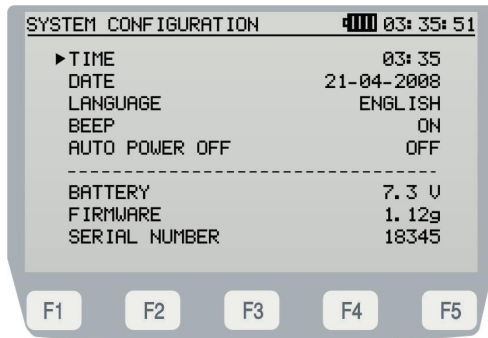 SYSTEM CONFIGURATION 03:35:51
▶TIME 03:35
DATE 21-04-2008
LANGUAGE ENGLISH
BEEP ON
AUTO POWER OFF OFF
--------------------------------
BATTERY 7.3 V
FIRMWARE 1.12g
SERIAL NUMBER 18345
F1 F2 F3 F4 F5